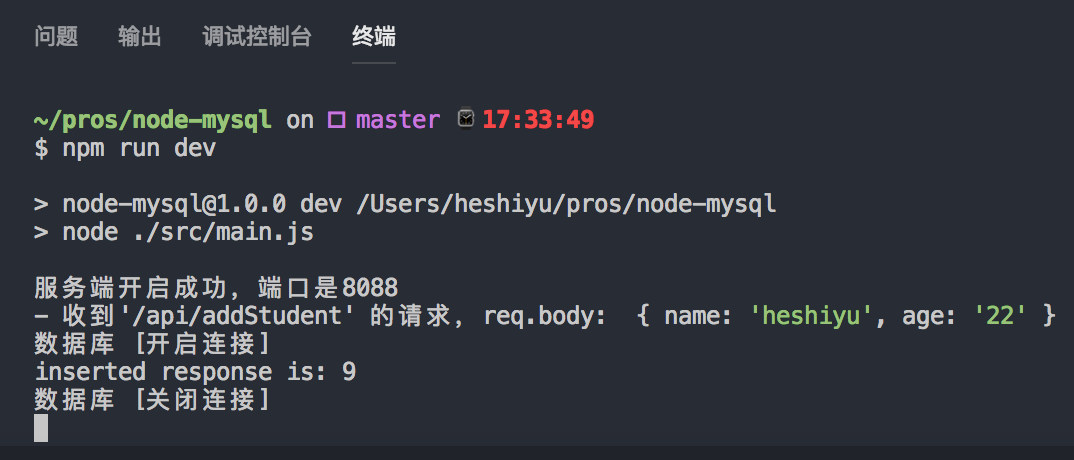 问题 输出 调试控制台 终端
~/pros/node-mysql on □ master ⌚ 17:33:49
$ npm run dev
> node-mysql@1.0.0 dev /Users/heshiyu/pros/node-mysql
> node ./src/main.js
服务端开启成功，端口是8088
- 收到'/api/addStudent' 的请求，req.body:  { name: 'heshiyu', age: '22' }
数据库 [开启连接]
inserted response is: 9
数据库 [关闭连接]